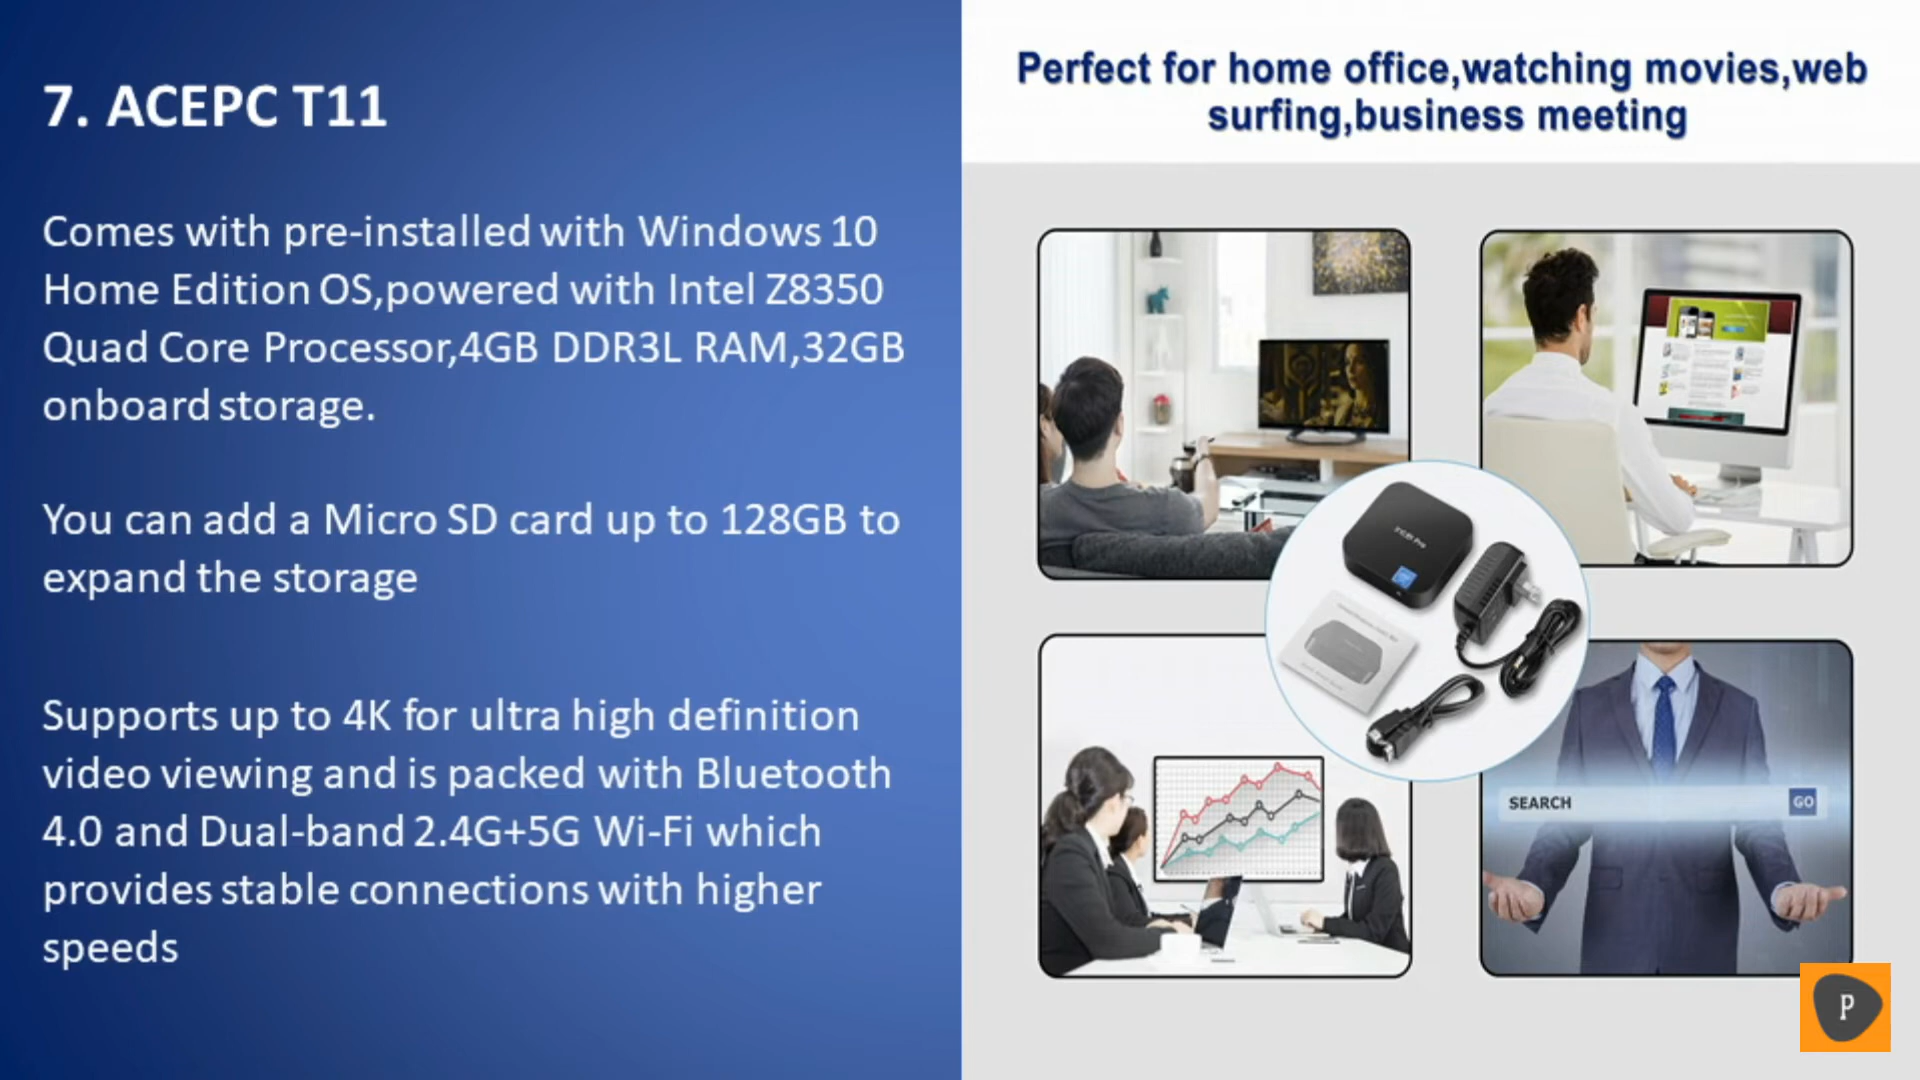 7. ACEPC T11
Comes with pre-installed with Windows 10
Home Edition OS,powered with Intel Z8350
Quad Core Processor,4GB DDR3L RAM,32GB
onboard storage.
You can add a Micro SD card up to 128GB to
expand the storage
Supports up to 4K for ultra high definition
video viewing and is packed with Bluetooth
4.0 and Dual-band 2.4G+5G Wi-Fi which
provides stable connections with higher
speeds
Perfect for home office,watching movies,web
surfing,business meeting
SEARCH GO
P